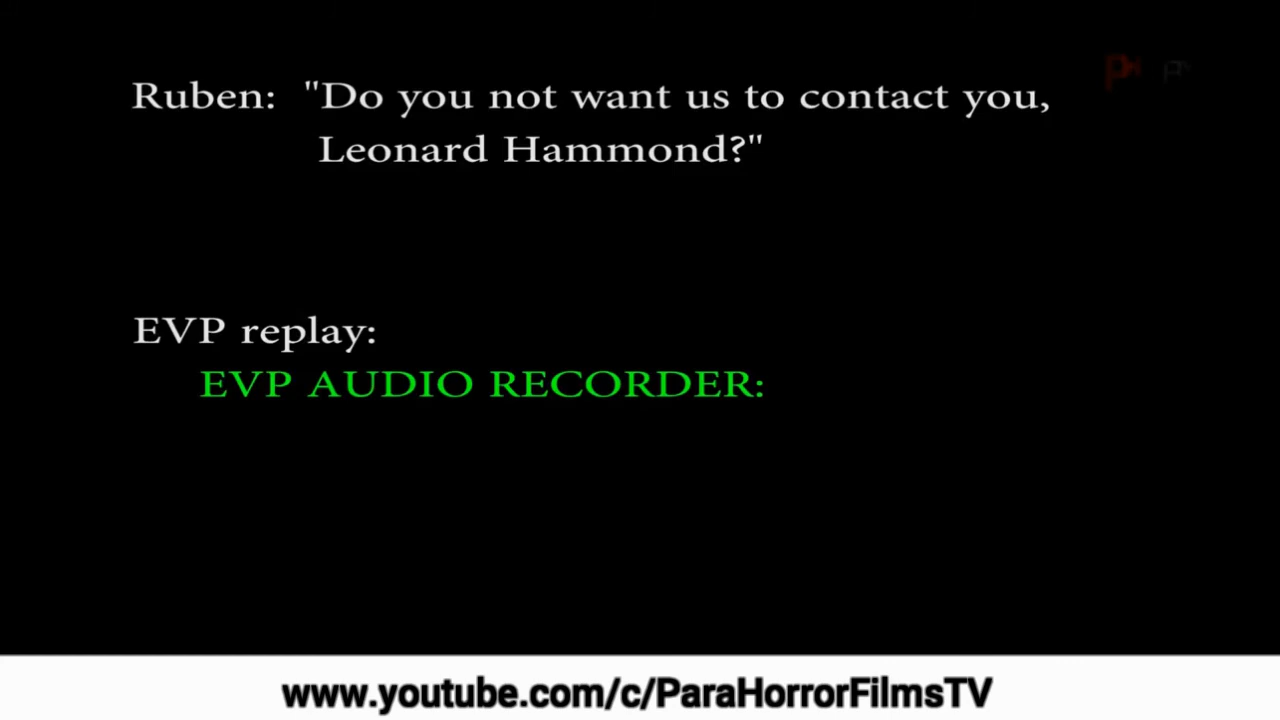 Ruben: "Do you not want us to contact you,
Leonard Hammond?"
EVP replay:
EVP AUDIO RECORDER:
www.youtube.com/c/ParaHorrorFilmsTV